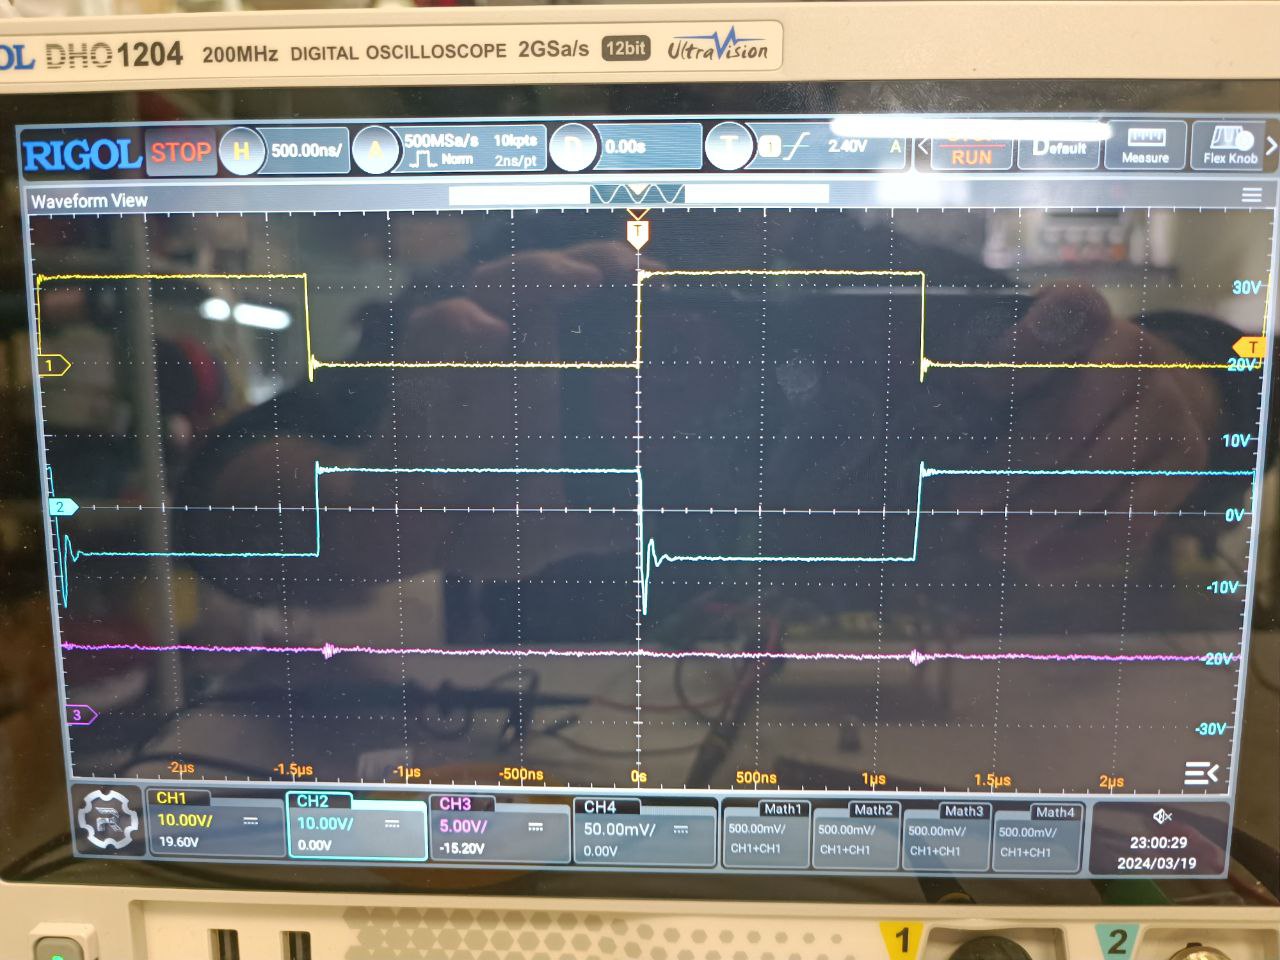 OL DHO1204 200MHz DIGITAL OSCILLOSCOPE 2GSa/s 12bit UltraVision
RIGOL STOP H 500.00ns/ A 500MSa/s 10kpts D 0.00s T 1 2.40V A < RUN Default Measure Flex Knob >
Norm 2ns/pt
Waveform View
T
30V
1
T
20V
10V
2
0V
-10V
-20V
3
-30V
-2µs -1.5µs -1µs -500ns 0s 500ns 1µs 1.5µs 2µs
CH1 CH2 CH3 CH4 Math1 Math2 Math3 Math4
10.00V/ 10.00V/ 5.00V/ 50.00mV/ 500.00mV/ 500.00mV/ 500.00mV/ 500.00mV/
19.60V 0.00V -15.20V 0.00V CH1+CH1 CH1+CH1 CH1+CH1 CH1+CH1
R
23:00:29
2024/03/19
1 2